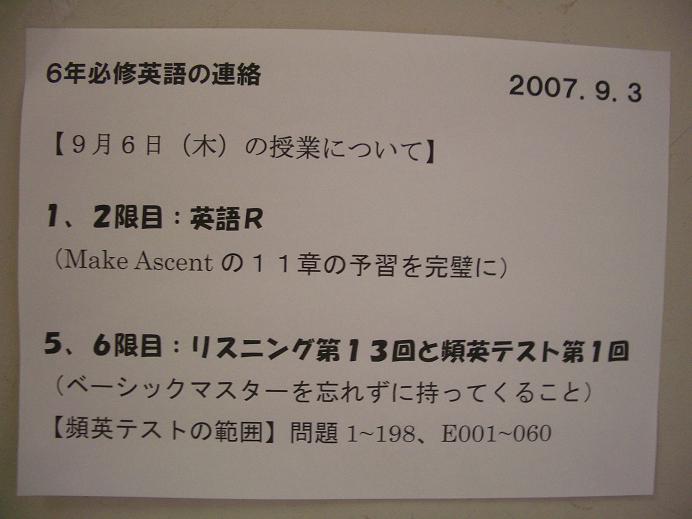 6年必修英語の連絡
2007.9.3
【9月6日（木）の授業について】
1、2限目：英語R
（Make Ascent の11章の予習を完璧に）
5、6限目：リスニング第13回と頻英テスト第1回
（ベーシックマスターを忘れずに持ってくること）
【頻英テストの範囲】問題 1~198、E001~060